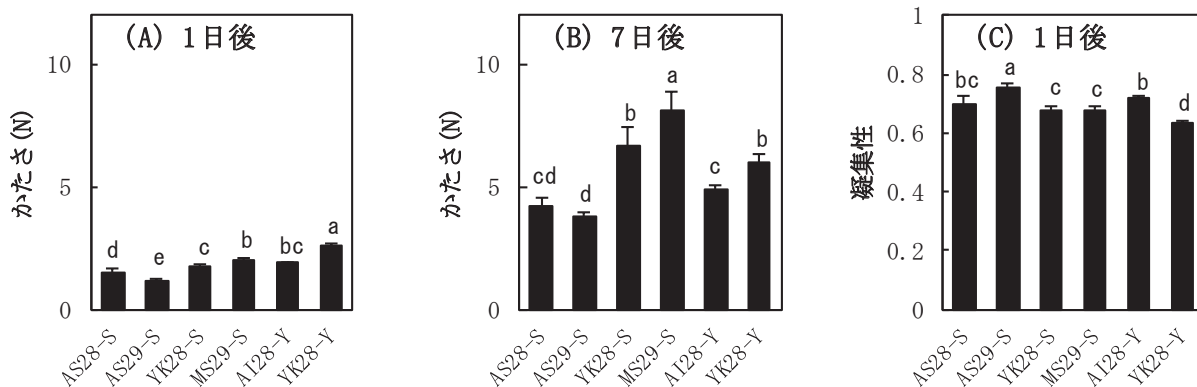 (A) 1日後
かたさ(N)
10
5
0
d
e
c
b
bc
a
AS28-S
AS29-S
YK28-S
MS29-S
AI28-Y
YK28-Y
(B) 7日後
かたさ(N)
10
5
0
cd
d
b
a
c
b
AS28-S
AS29-S
YK28-S
MS29-S
AI28-Y
YK28-Y
(C) 1日後
凝集性
1
0.8
0.6
0.4
0.2
0
bc
a
c
c
b
d
AS28-S
AS29-S
YK28-S
MS29-S
AI28-Y
YK28-Y